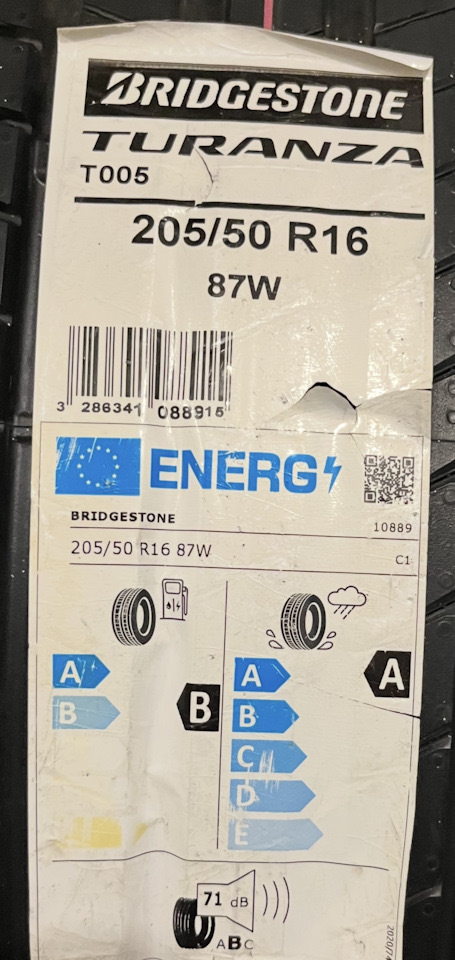 BRIDGESTONE
TURANZA
T005
205/50 R16
87W
3 286341 088915
ENERG
BRIDGESTONE
10889
205/50 R16 87W
C1
A
A
A
B
B
B
C
D
E
71 dB
ABC